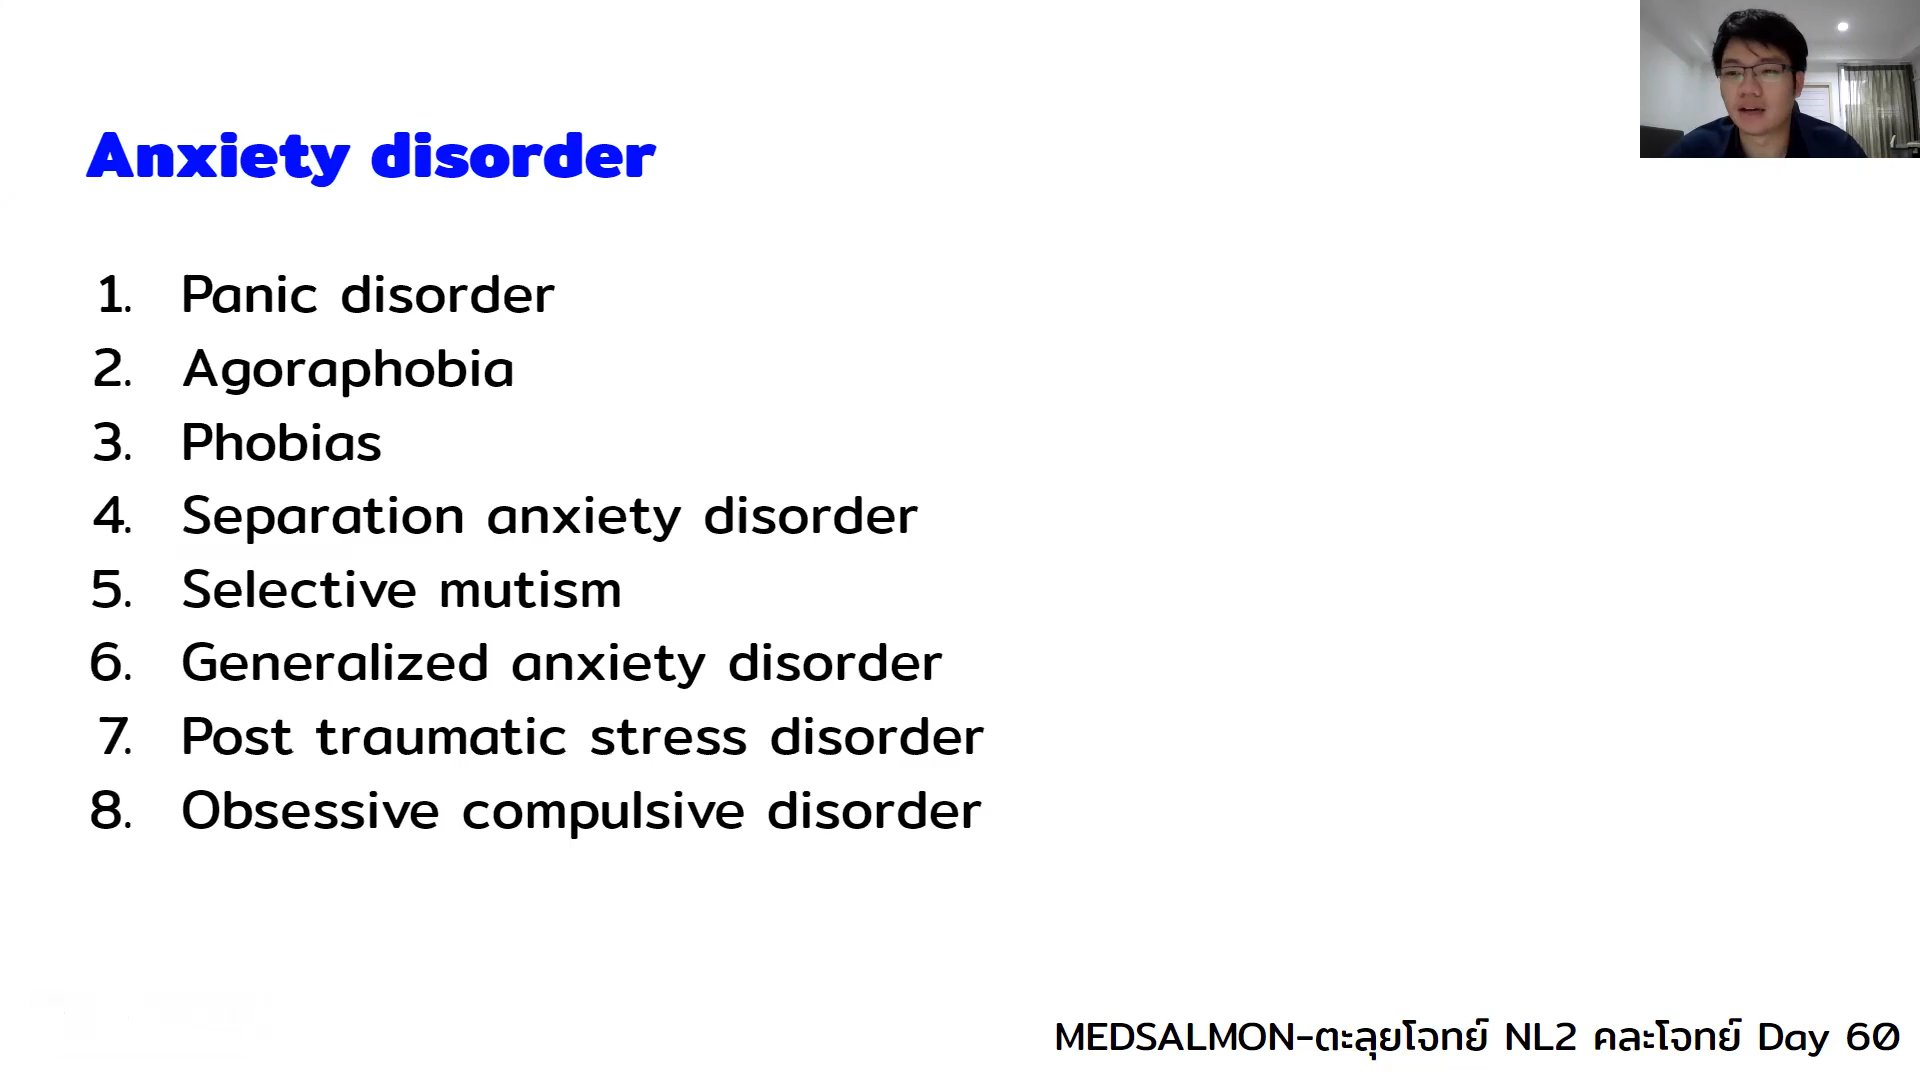 Anxiety disorder
1. Panic disorder
2. Agoraphobia
3. Phobias
4. Separation anxiety disorder
5. Selective mutism
6. Generalized anxiety disorder
7. Post traumatic stress disorder
8. Obsessive compulsive disorder
MEDSALMON-ตะลุยโจทย์ NL2 คละโจทย์ Day 60